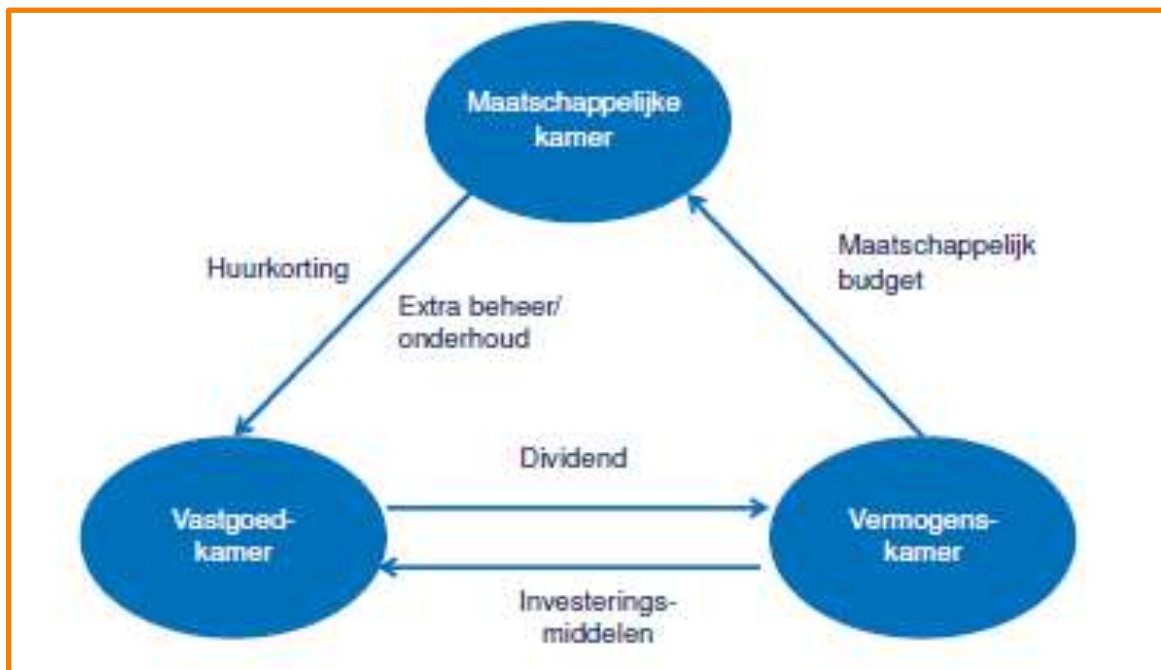 Maatschappelijke
kamer
Huurkorting
Extra beheer/
onderhoud
Maatschappelijk
budget
Dividend
Vastgoed-
kamer
Vermogens-
kamer
Investerings-
middelen